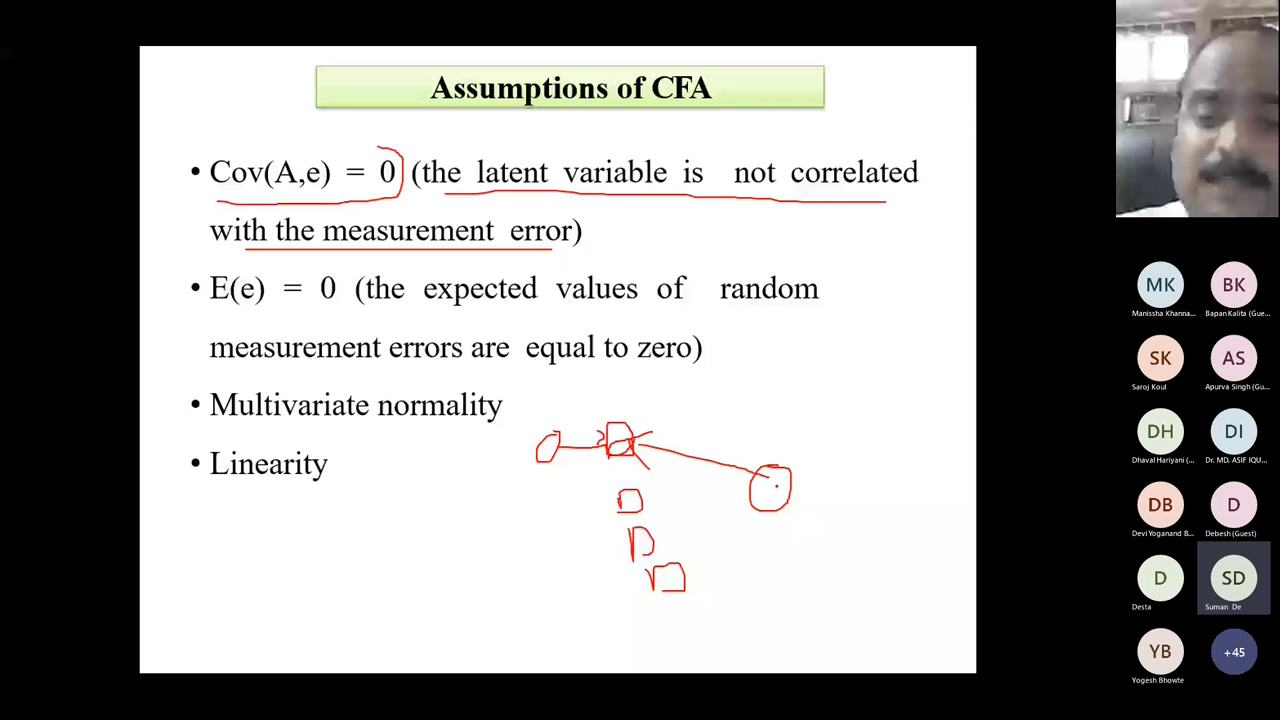 Assumptions of CFA
• Cov(A,e) = 0 (the latent variable is not correlated
with the measurement error)
• E(e) = 0 (the expected values of random
measurement errors are equal to zero)
• Multivariate normality
• Linearity
MK
BK
Manissha Khanna...
Bapan Kalita (Gue...
SK
AS
Saroj Koul
Apurva Singh (Gu...
DH
DI
Dhaval Hariyani (...
Dr. MD. ASIF IQU...
DB
D
Devi Yoganand B...
Debesh (Guest)
D
SD
Desta
Suman De
YB
+45
Yogesh Bhowte